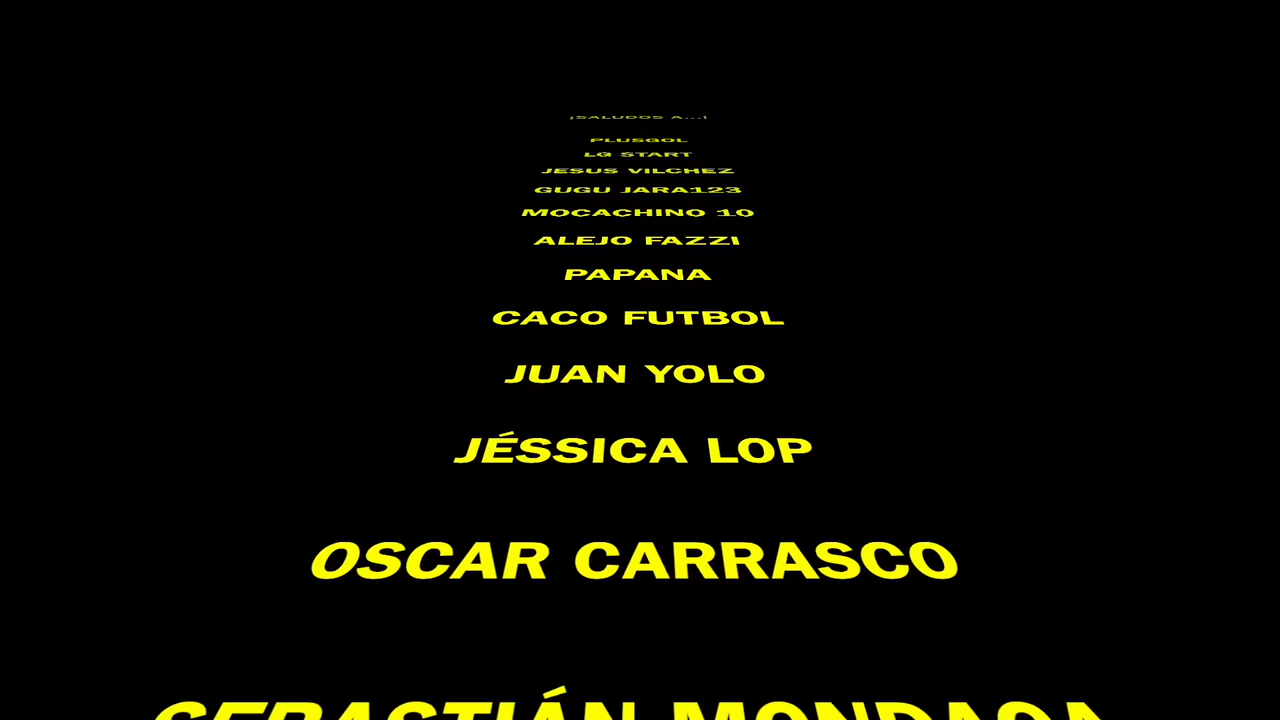 ¡SALUDOS A...!
PLUSGOL
LG START
JESUS VILCHEZ
GUGU JARA123
MOCACHINO 10
ALEJO FAZZI
PAPANA
CACO FUTBOL
JUAN YOLO
JÉSSICA LOP
OSCAR CARRASCO
SEBASTIÁN